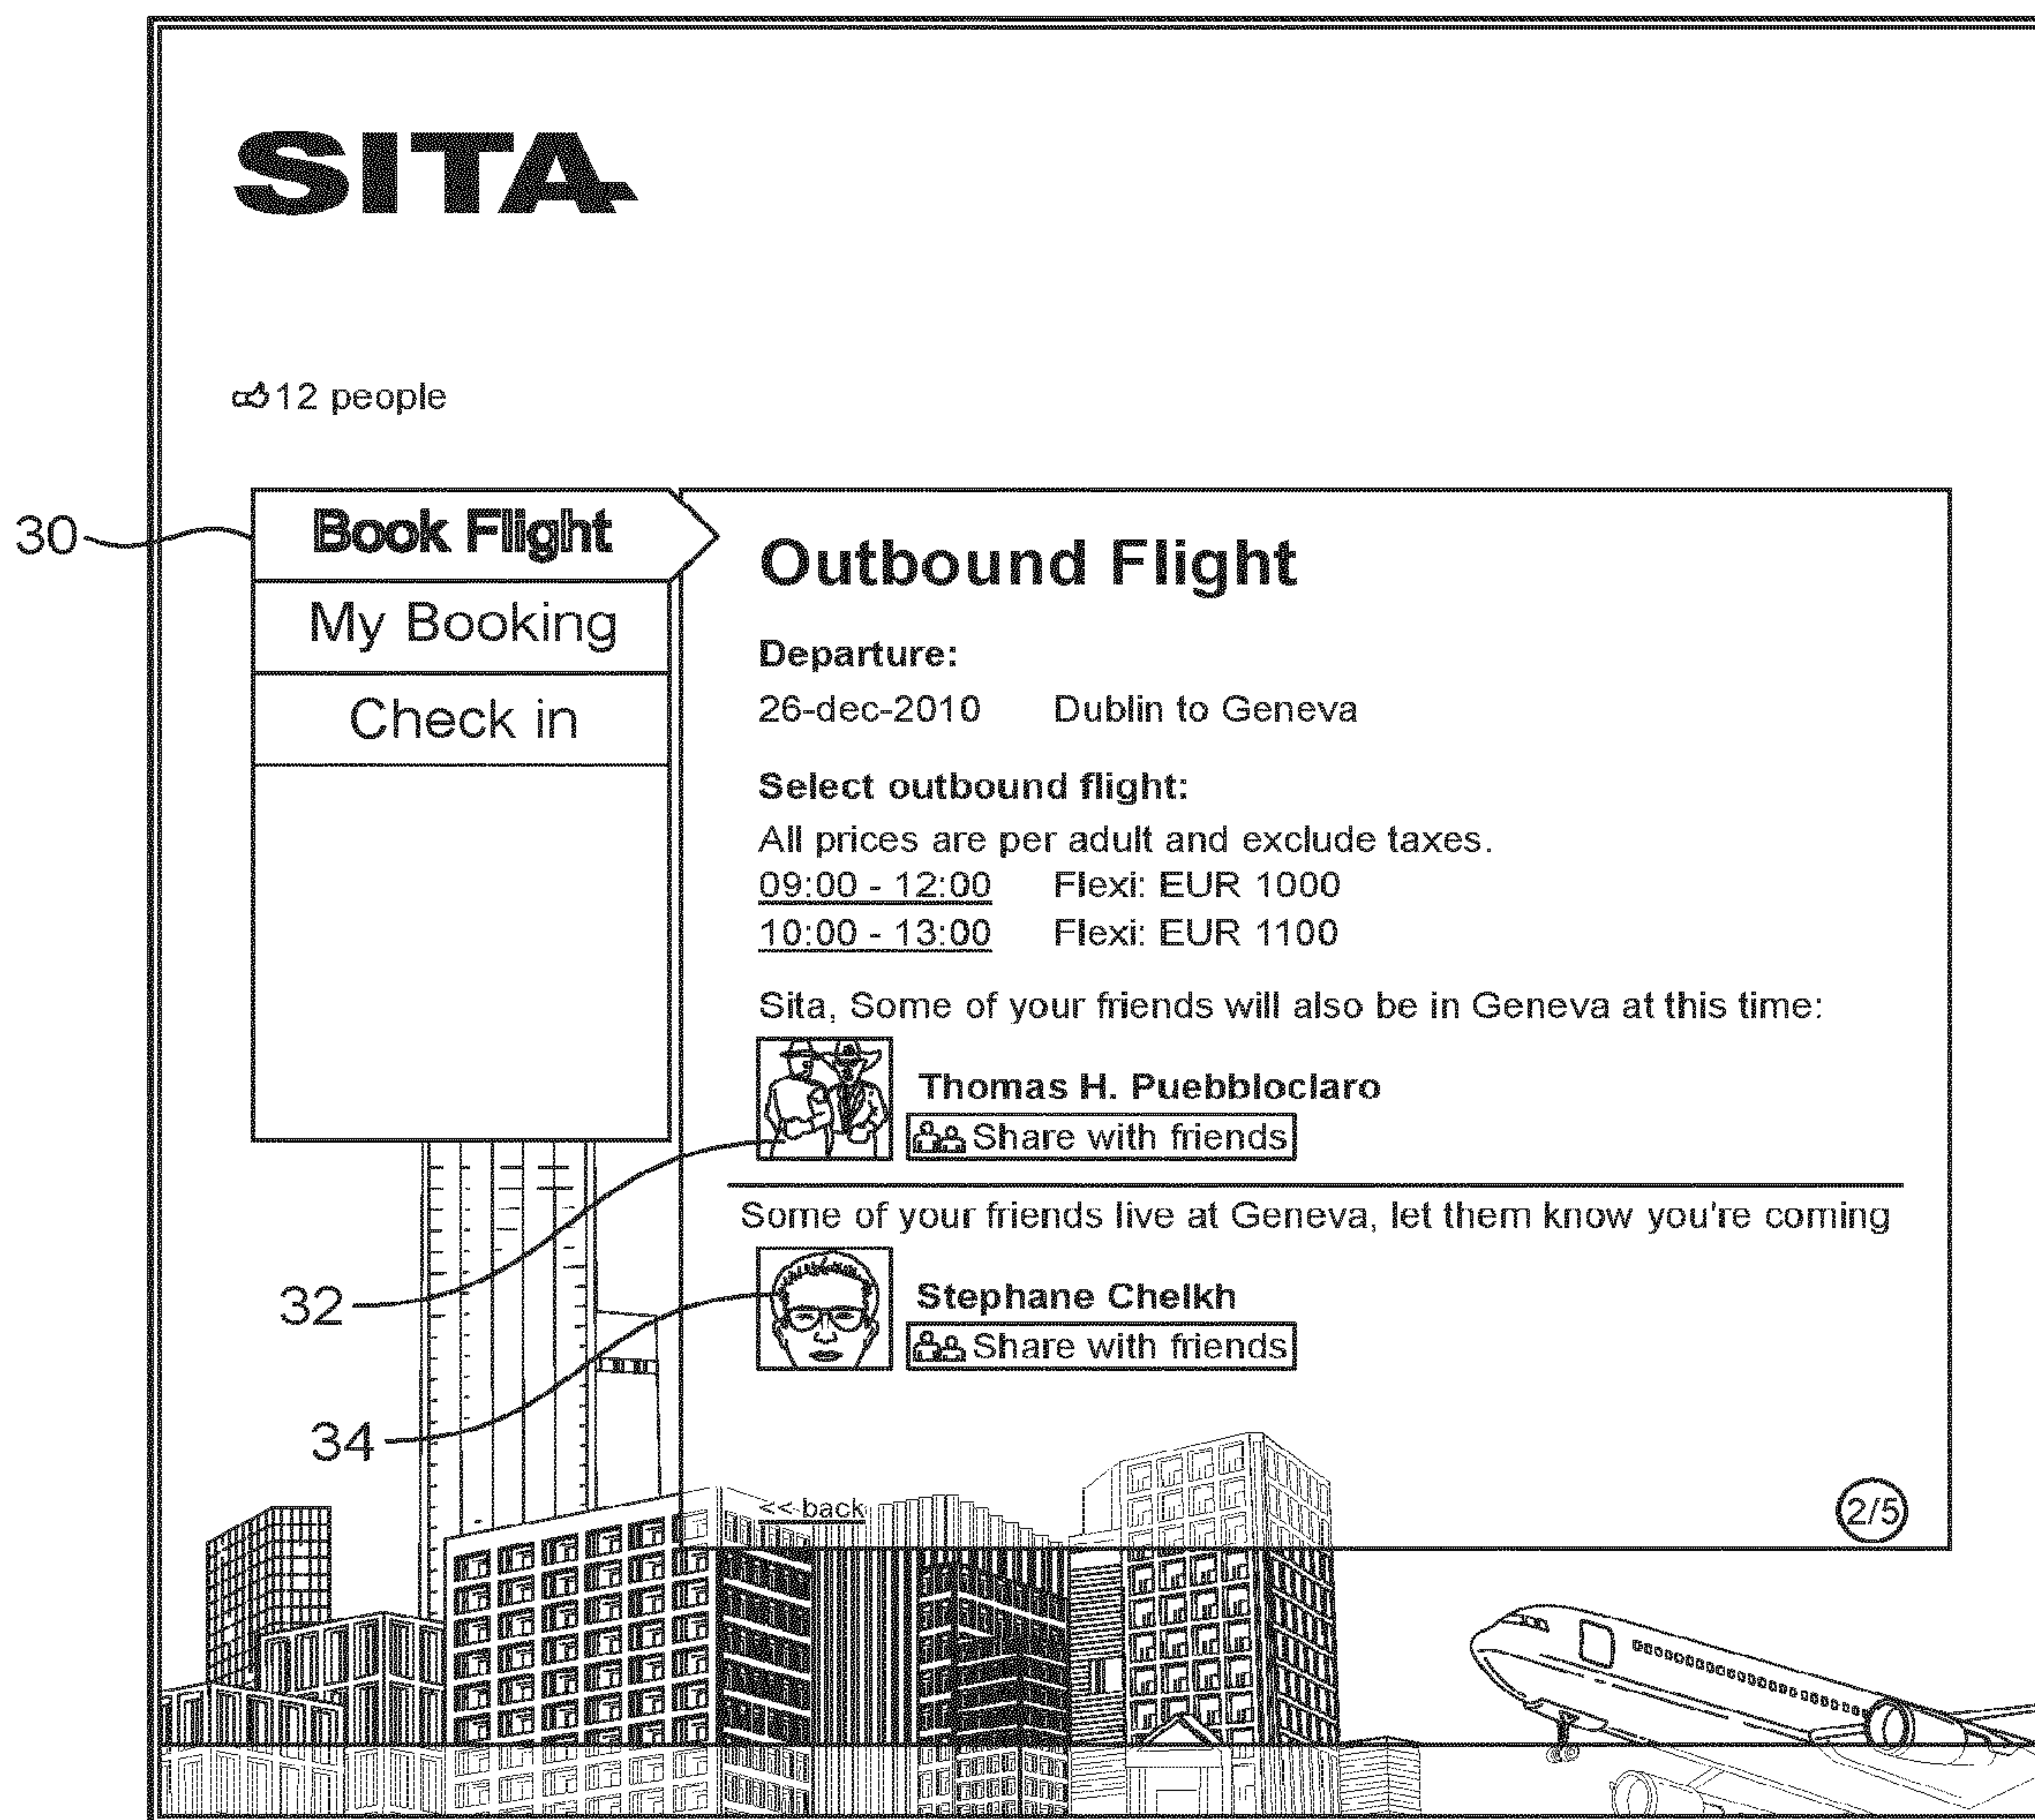 SITA
12 people
30
Book Flight
My Booking
Check in
Outbound Flight
Departure:
26-dec-2010 Dublin to Geneva
Select outbound flight:
All prices are per adult and exclude taxes.
09:00 - 12:00 Flexi: EUR 1000
10:00 - 13:00 Flexi: EUR 1100
Sita, Some of your friends will also be in Geneva at this time:
Thomas H. Puebbloclaro
Share with friends
32
Some of your friends live at Geneva, let them know you're coming
Stephane Chelkh
Share with friends
34
<< back
2/5